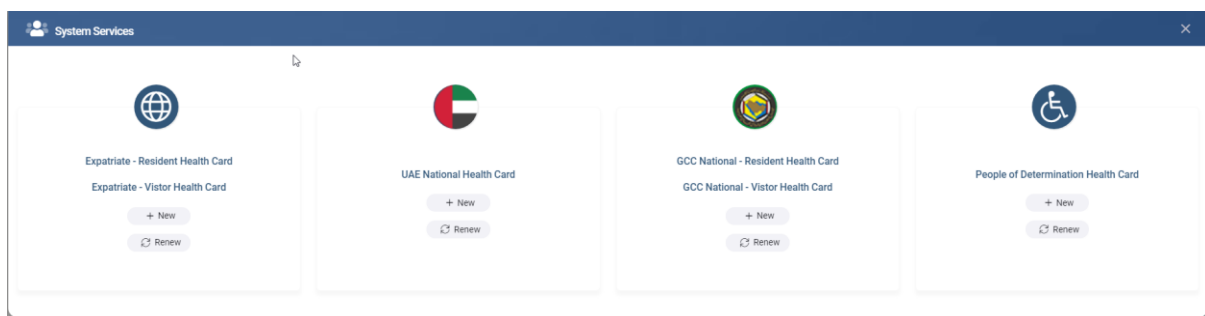 System Services
Expatriate - Resident Health Card
Expatriate - Vistor Health Card
+ New
Renew
UAE National Health Card
+ New
Renew
GCC National - Resident Health Card
GCC National - Vistor Health Card
+ New
Renew
People of Determination Health Card
+ New
Renew